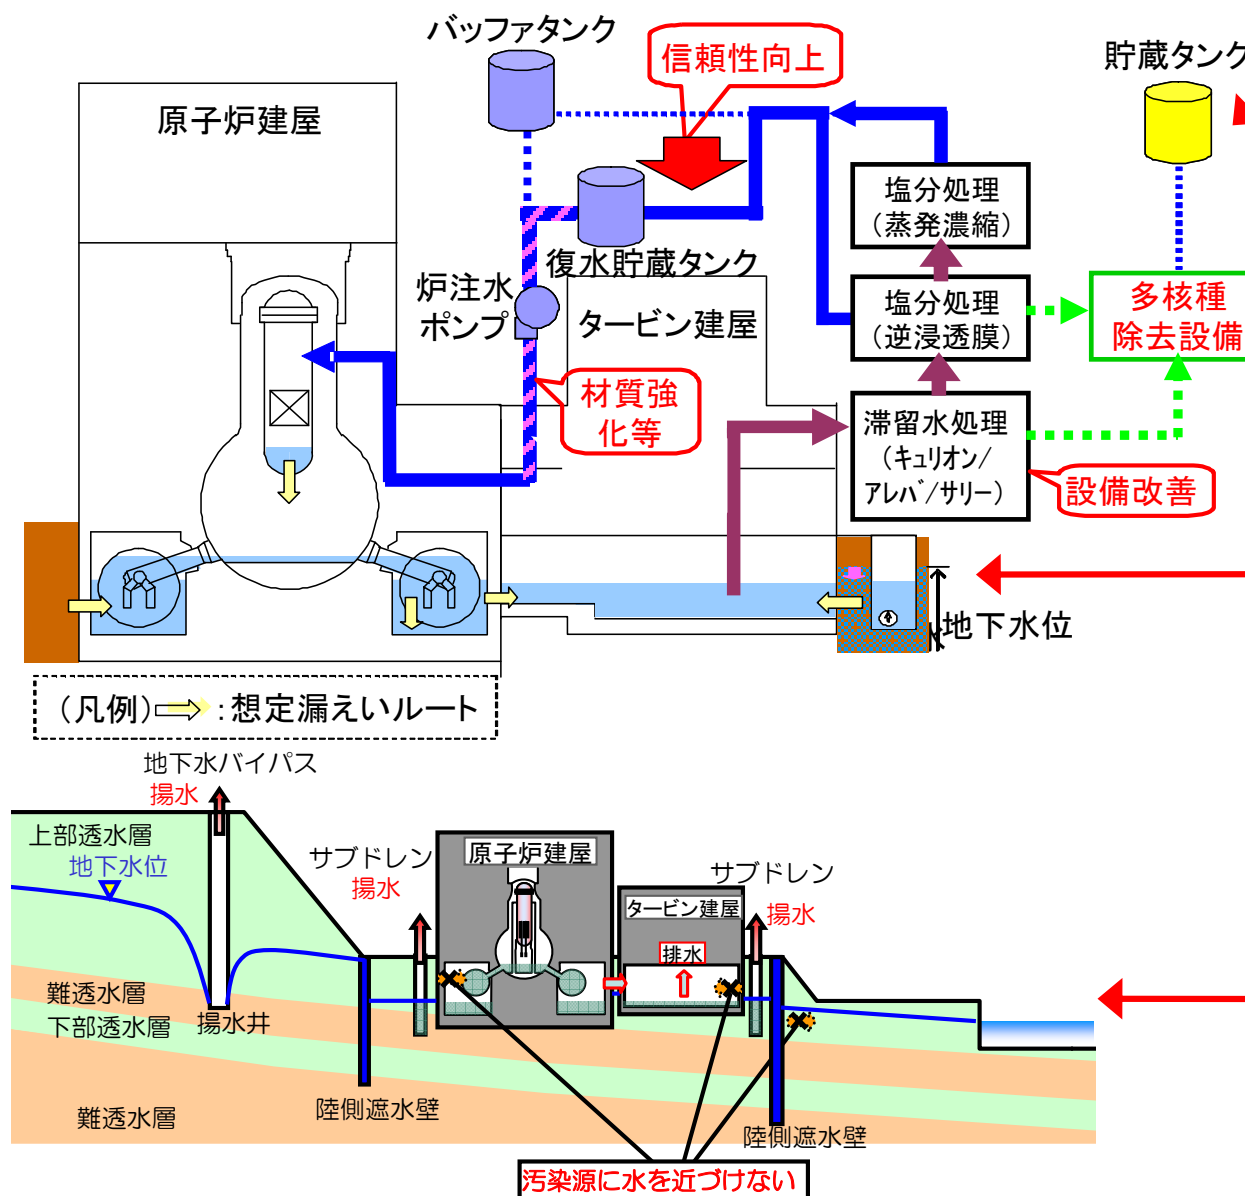 バッファタンク
信頼性向上
貯蔵タンク
原子炉建屋
塩分処理
(蒸発濃縮)
復水貯蔵タンク
炉注水
ポンプ
タービン建屋
塩分処理
(逆浸透膜)
多核種
除去設備
材質強
化等
滞留水処理
(キュリオン/
アレバ/サリー)
設備改善
地下水位
(凡例) :想定漏えいルート
地下水バイパス
揚水
上部透水層
地下水位
サブドレン
揚水
原子炉建屋
タービン建屋
排水
サブドレン
揚水
難透水層
下部透水層
揚水井
難透水層
陸側遮水壁
陸側遮水壁
汚染源に水を近づけない